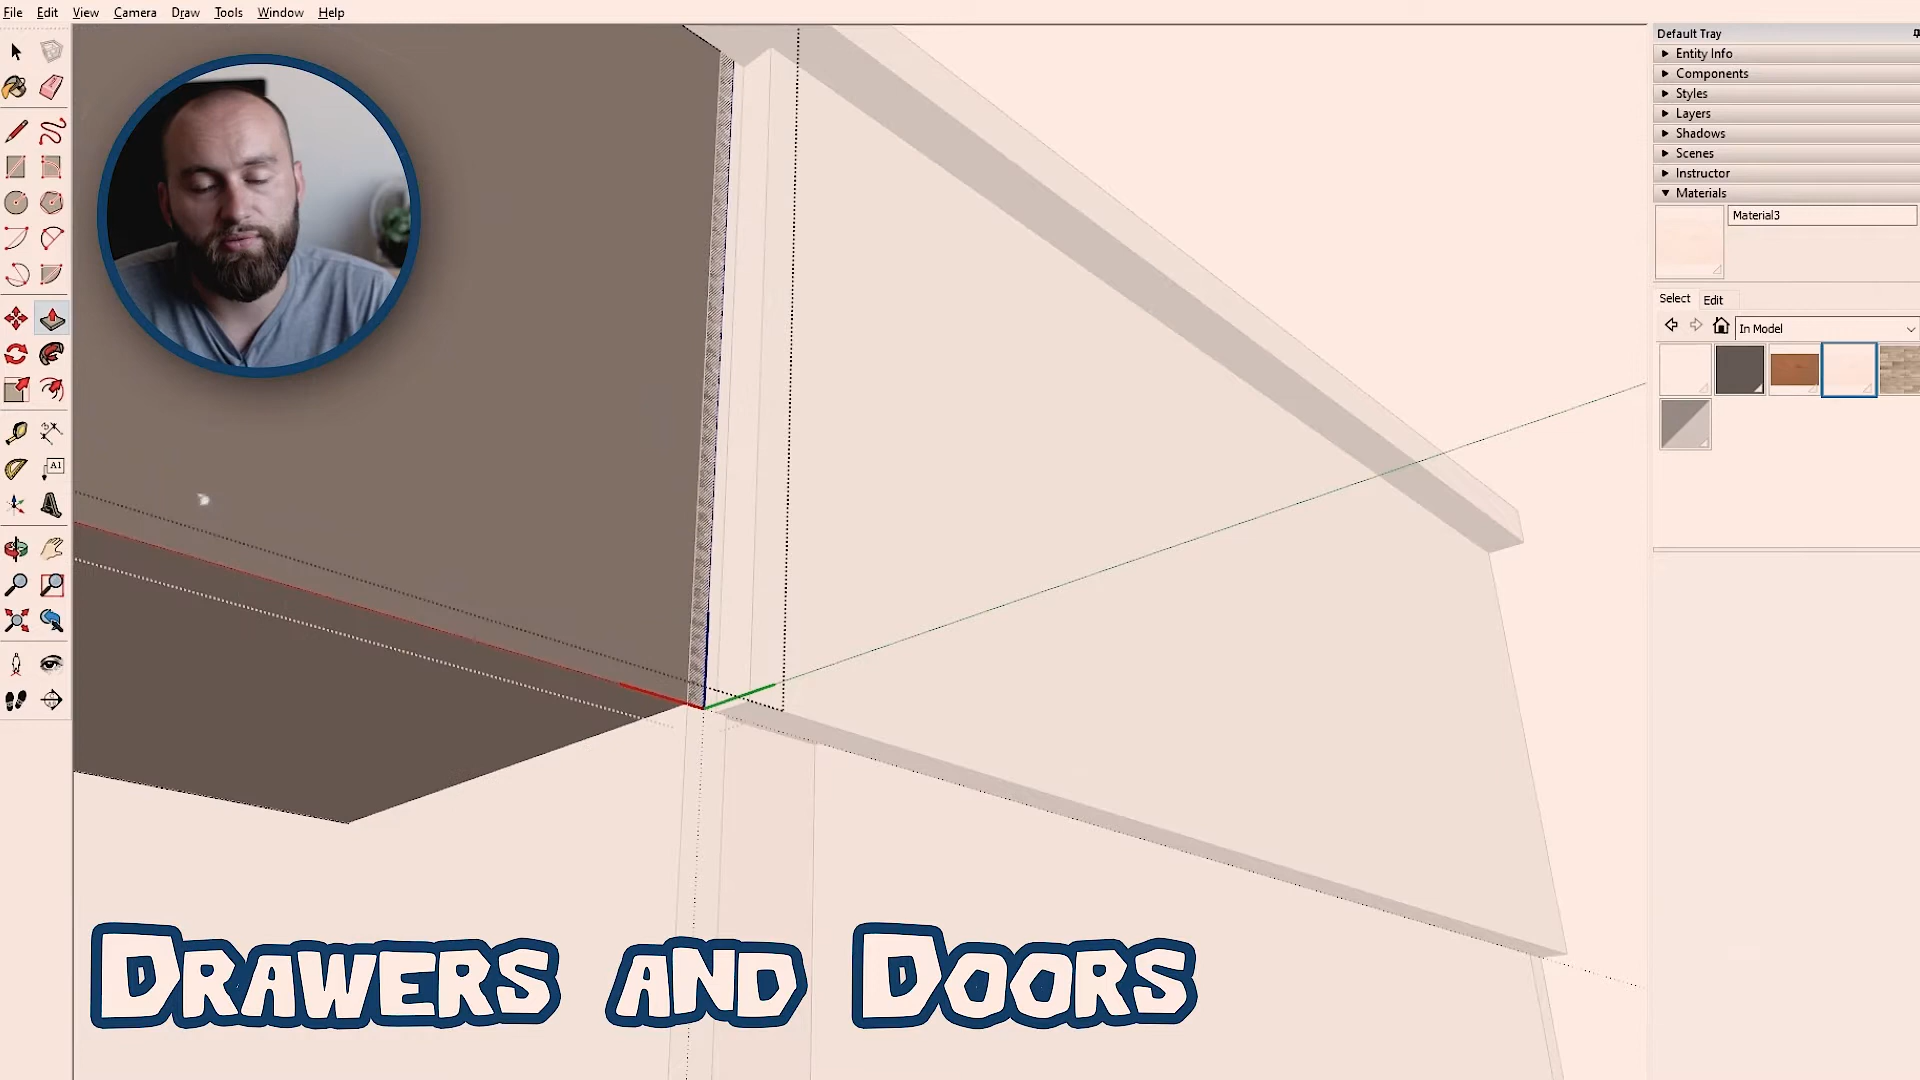 File Edit View Camera Draw Tools Window Help
Default Tray
Entity Info
Components
Styles
Layers
Shadows
Scenes
Instructor
Materials
Material3
Select Edit
In Model
A1
Drawers and Doors